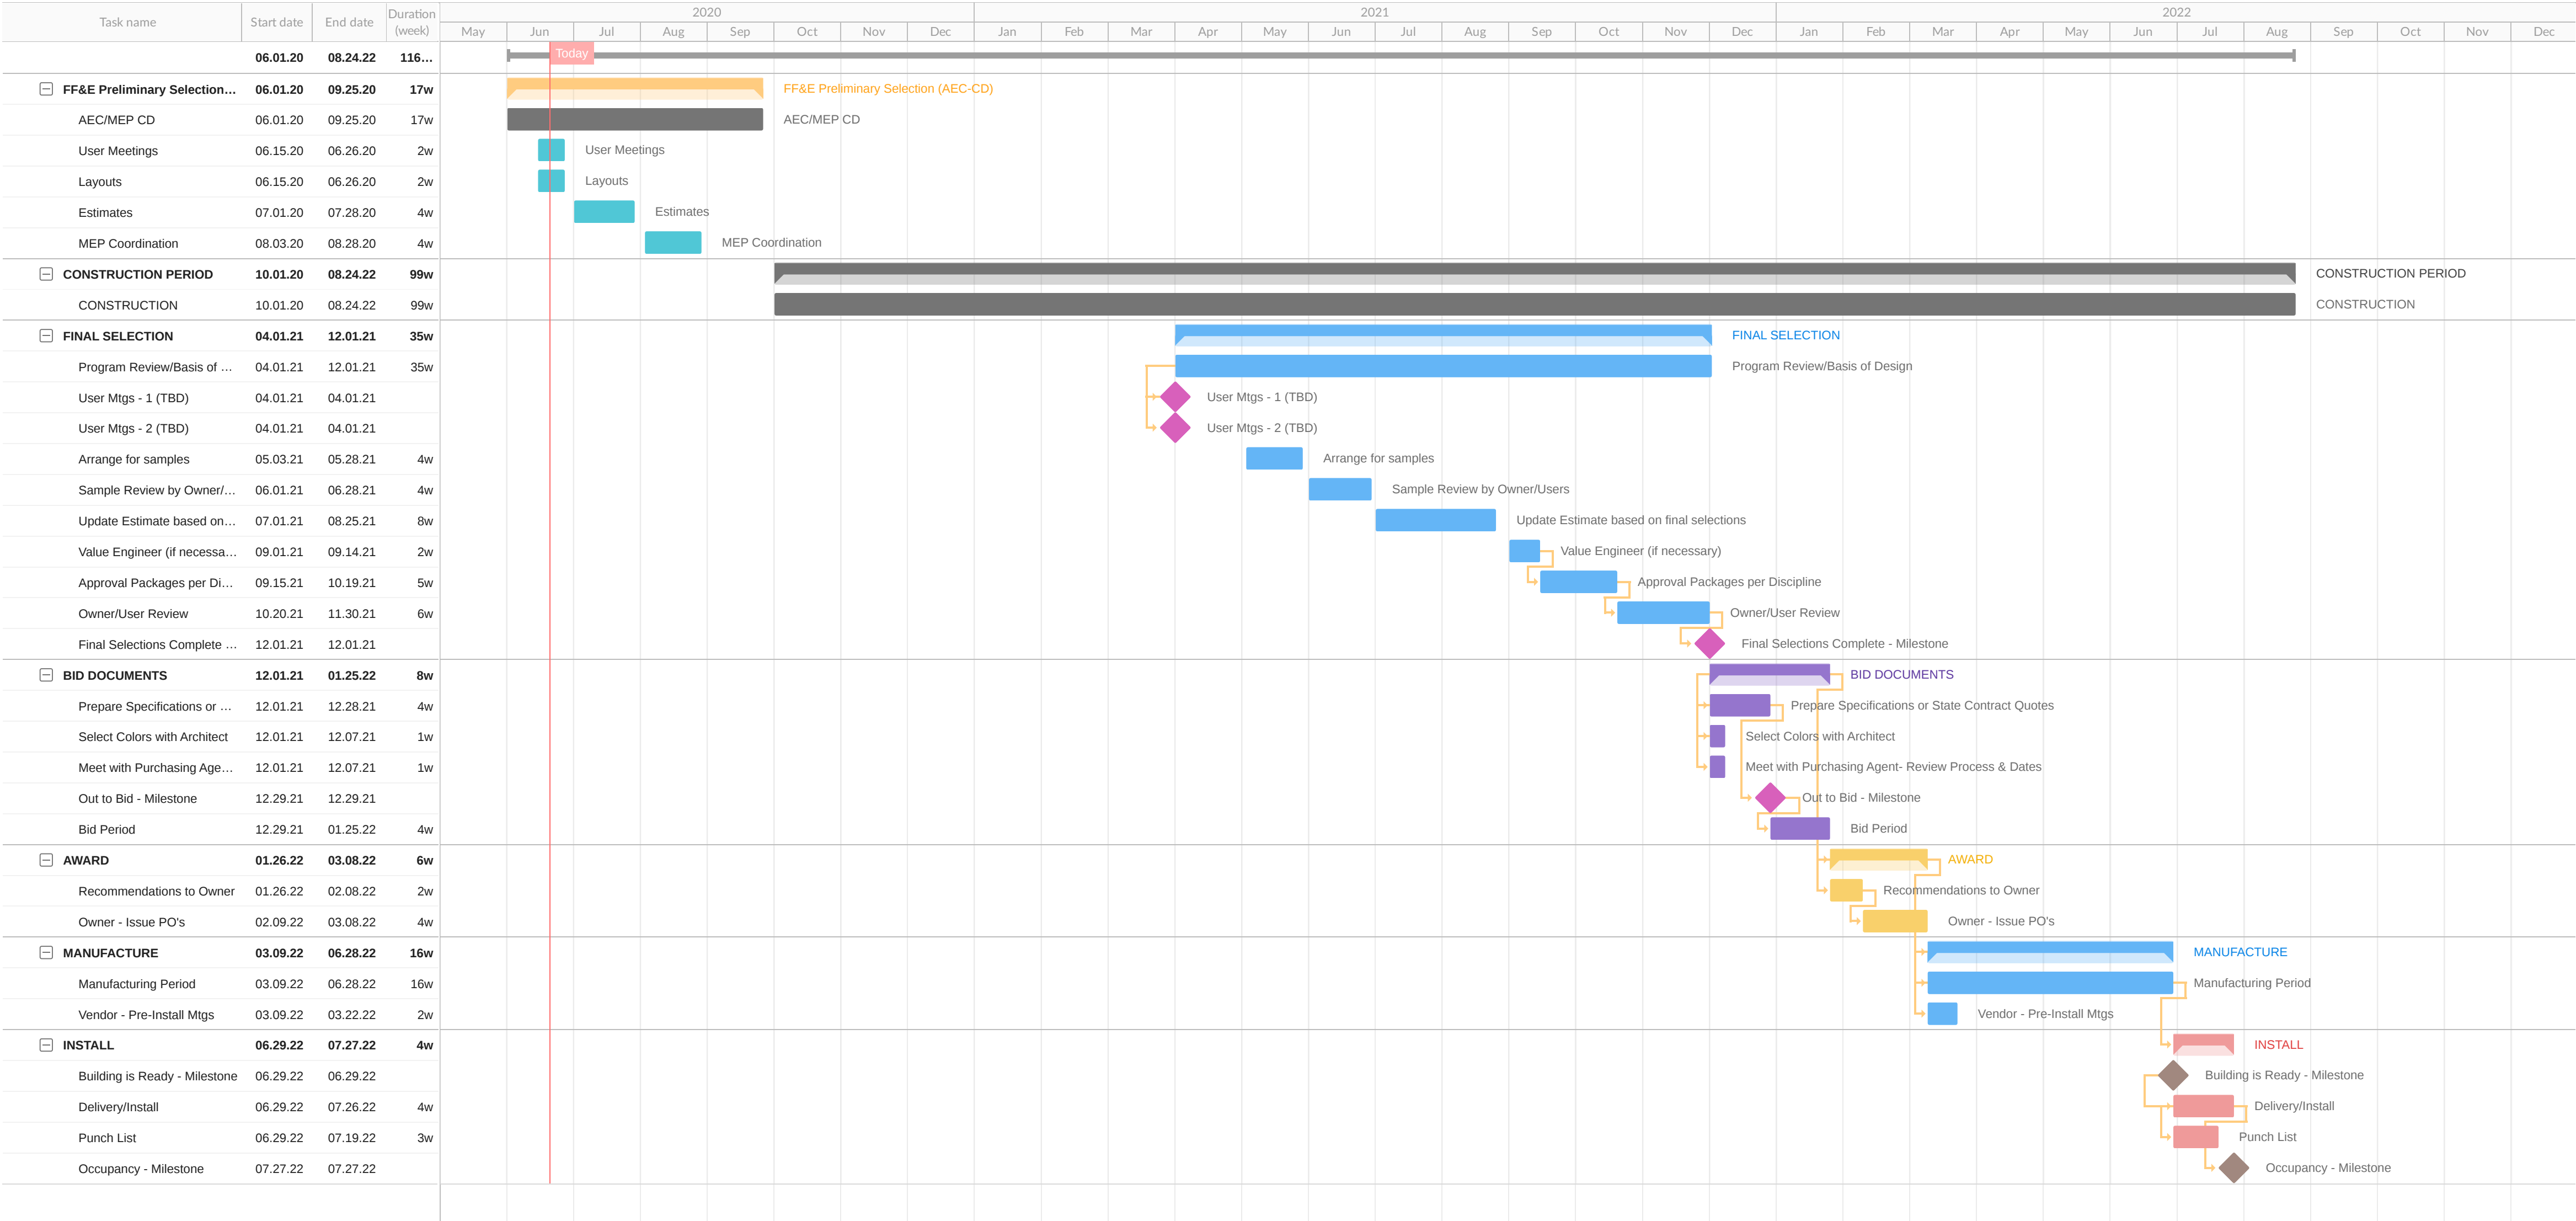 Task name Start date End date Duration (week) 2020 2021 2022
May Jun Jul Aug Sep Oct Nov Dec Jan Feb Mar Apr May Jun Jul Aug Sep Oct Nov Dec Jan Feb Mar Apr May Jun Jul Aug Sep Oct Nov Dec
06.01.20 08.24.22 116... Today
FF&E Preliminary Selection... 06.01.20 09.25.20 17w FF&E Preliminary Selection (AEC-CD)
AEC/MEP CD 06.01.20 09.25.20 17w AEC/MEP CD
User Meetings 06.15.20 06.26.20 2w User Meetings
Layouts 06.15.20 06.26.20 2w Layouts
Estimates 07.01.20 07.28.20 4w Estimates
MEP Coordination 08.03.20 08.28.20 4w MEP Coordination
CONSTRUCTION PERIOD 10.01.20 08.24.22 99w CONSTRUCTION PERIOD
CONSTRUCTION 10.01.20 08.24.22 99w CONSTRUCTION
FINAL SELECTION 04.01.21 12.01.21 35w FINAL SELECTION
Program Review/Basis of ... 04.01.21 12.01.21 35w Program Review/Basis of Design
User Mtgs - 1 (TBD) 04.01.21 04.01.21 User Mtgs - 1 (TBD)
User Mtgs - 2 (TBD) 04.01.21 04.01.21 User Mtgs - 2 (TBD)
Arrange for samples 05.03.21 05.28.21 4w Arrange for samples
Sample Review by Owner/... 06.01.21 06.28.21 4w Sample Review by Owner/Users
Update Estimate based on... 07.01.21 08.25.21 8w Update Estimate based on final selections
Value Engineer (if necessa... 09.01.21 09.14.21 2w Value Engineer (if necessary)
Approval Packages per Di... 09.15.21 10.19.21 5w Approval Packages per Discipline
Owner/User Review 10.20.21 11.30.21 6w Owner/User Review
Final Selections Complete ... 12.01.21 12.01.21 Final Selections Complete - Milestone
BID DOCUMENTS 12.01.21 01.25.22 8w BID DOCUMENTS
Prepare Specifications or ... 12.01.21 12.28.21 4w Prepare Specifications or State Contract Quotes
Select Colors with Architect 12.01.21 12.07.21 1w Select Colors with Architect
Meet with Purchasing Age... 12.01.21 12.07.21 1w Meet with Purchasing Agent- Review Process & Dates
Out to Bid - Milestone 12.29.21 12.29.21 Out to Bid - Milestone
Bid Period 12.29.21 01.25.22 4w Bid Period
AWARD 01.26.22 03.08.22 6w AWARD
Recommendations to Owner 01.26.22 02.08.22 2w Recommendations to Owner
Owner - Issue PO's 02.09.22 03.08.22 4w Owner - Issue PO's
MANUFACTURE 03.09.22 06.28.22 16w MANUFACTURE
Manufacturing Period 03.09.22 06.28.22 16w Manufacturing Period
Vendor - Pre-Install Mtgs 03.09.22 03.22.22 2w Vendor - Pre-Install Mtgs
INSTALL 06.29.22 07.27.22 4w INSTALL
Building is Ready - Milestone 06.29.22 06.29.22 Building is Ready - Milestone
Delivery/Install 06.29.22 07.26.22 4w Delivery/Install
Punch List 06.29.22 07.19.22 3w Punch List
Occupancy - Milestone 07.27.22 07.27.22 Occupancy - Milestone